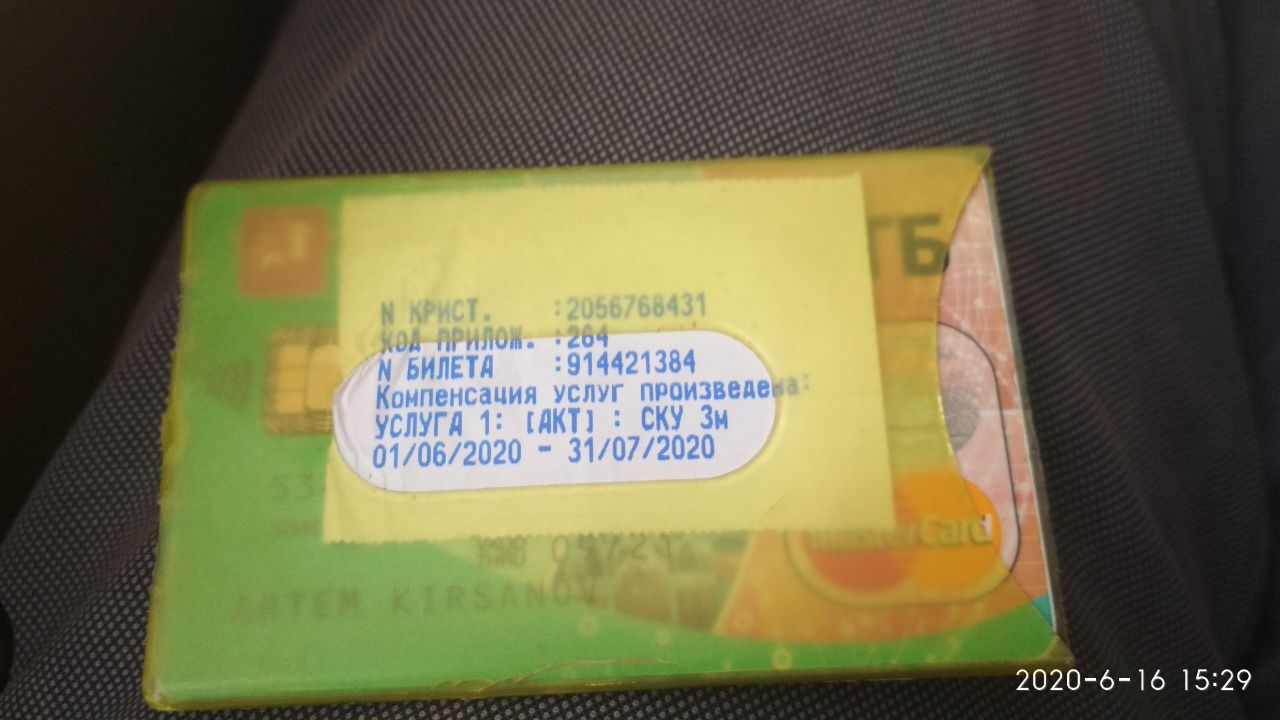 ТБ
N КРИСТ. :2056768431
КОД ПРИЛОЖ. :264
N БИЛЕТА :914421384
Компенсация услуг произведена:
УСЛУГА 1: [АКТ] : СКУ 3м
01/06/2020 - 31/07/2020
MasterCard
ARTEM KIRSANOV
2020-6-16 15:29